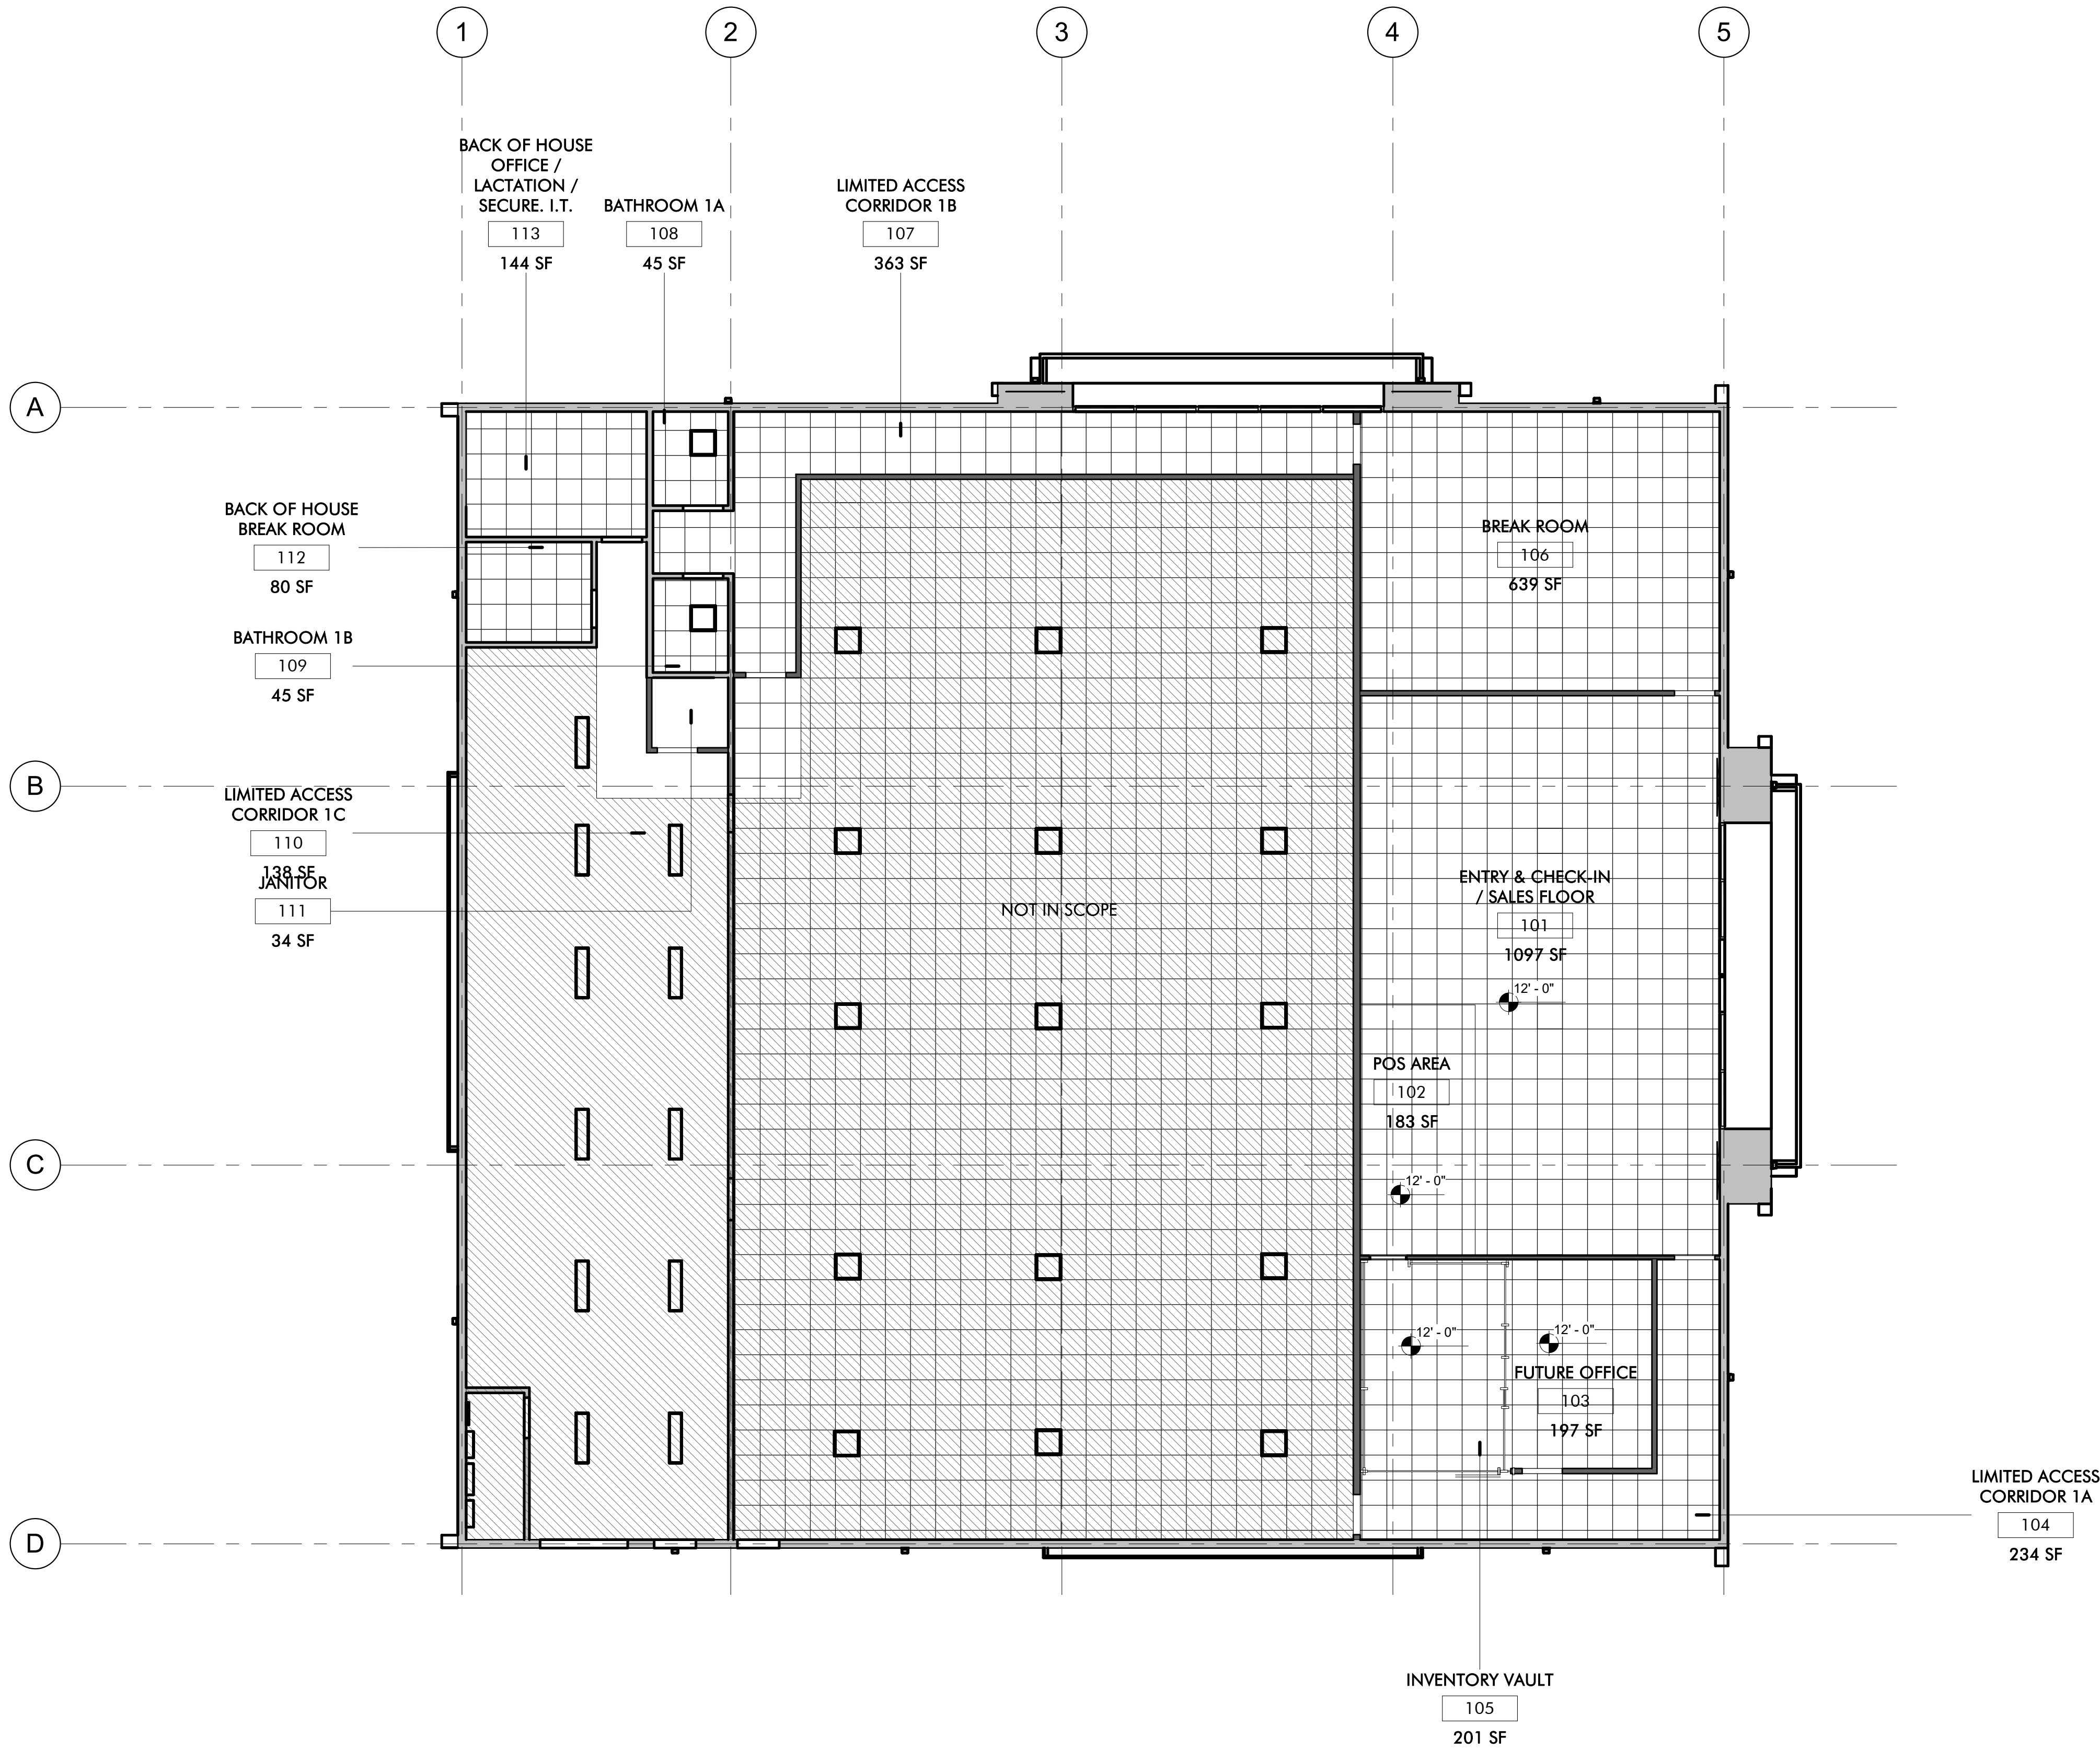 1
2
3
4
5
BACK OF HOUSE
OFFICE /
LACTATION /
SECURE. I.T.
113
144 SF
BATHROOM 1A
108
45 SF
LIMITED ACCESS
CORRIDOR 1B
107
363 SF
A
BACK OF HOUSE
BREAK ROOM
112
80 SF
BREAK ROOM
106
639 SF
BATHROOM 1B
109
45 SF
B
LIMITED ACCESS
CORRIDOR 1C
110
138 SF
JANITOR
111
34 SF
NOT IN SCOPE
ENTRY & CHECK-IN
/ SALES FLOOR
101
1097 SF
12' - 0"
POS AREA
102
183 SF
C
12' - 0"
12' - 0"
12' - 0"
FUTURE OFFICE
103
197 SF
LIMITED ACCESS
CORRIDOR 1A
104
234 SF
D
INVENTORY VAULT
105
201 SF